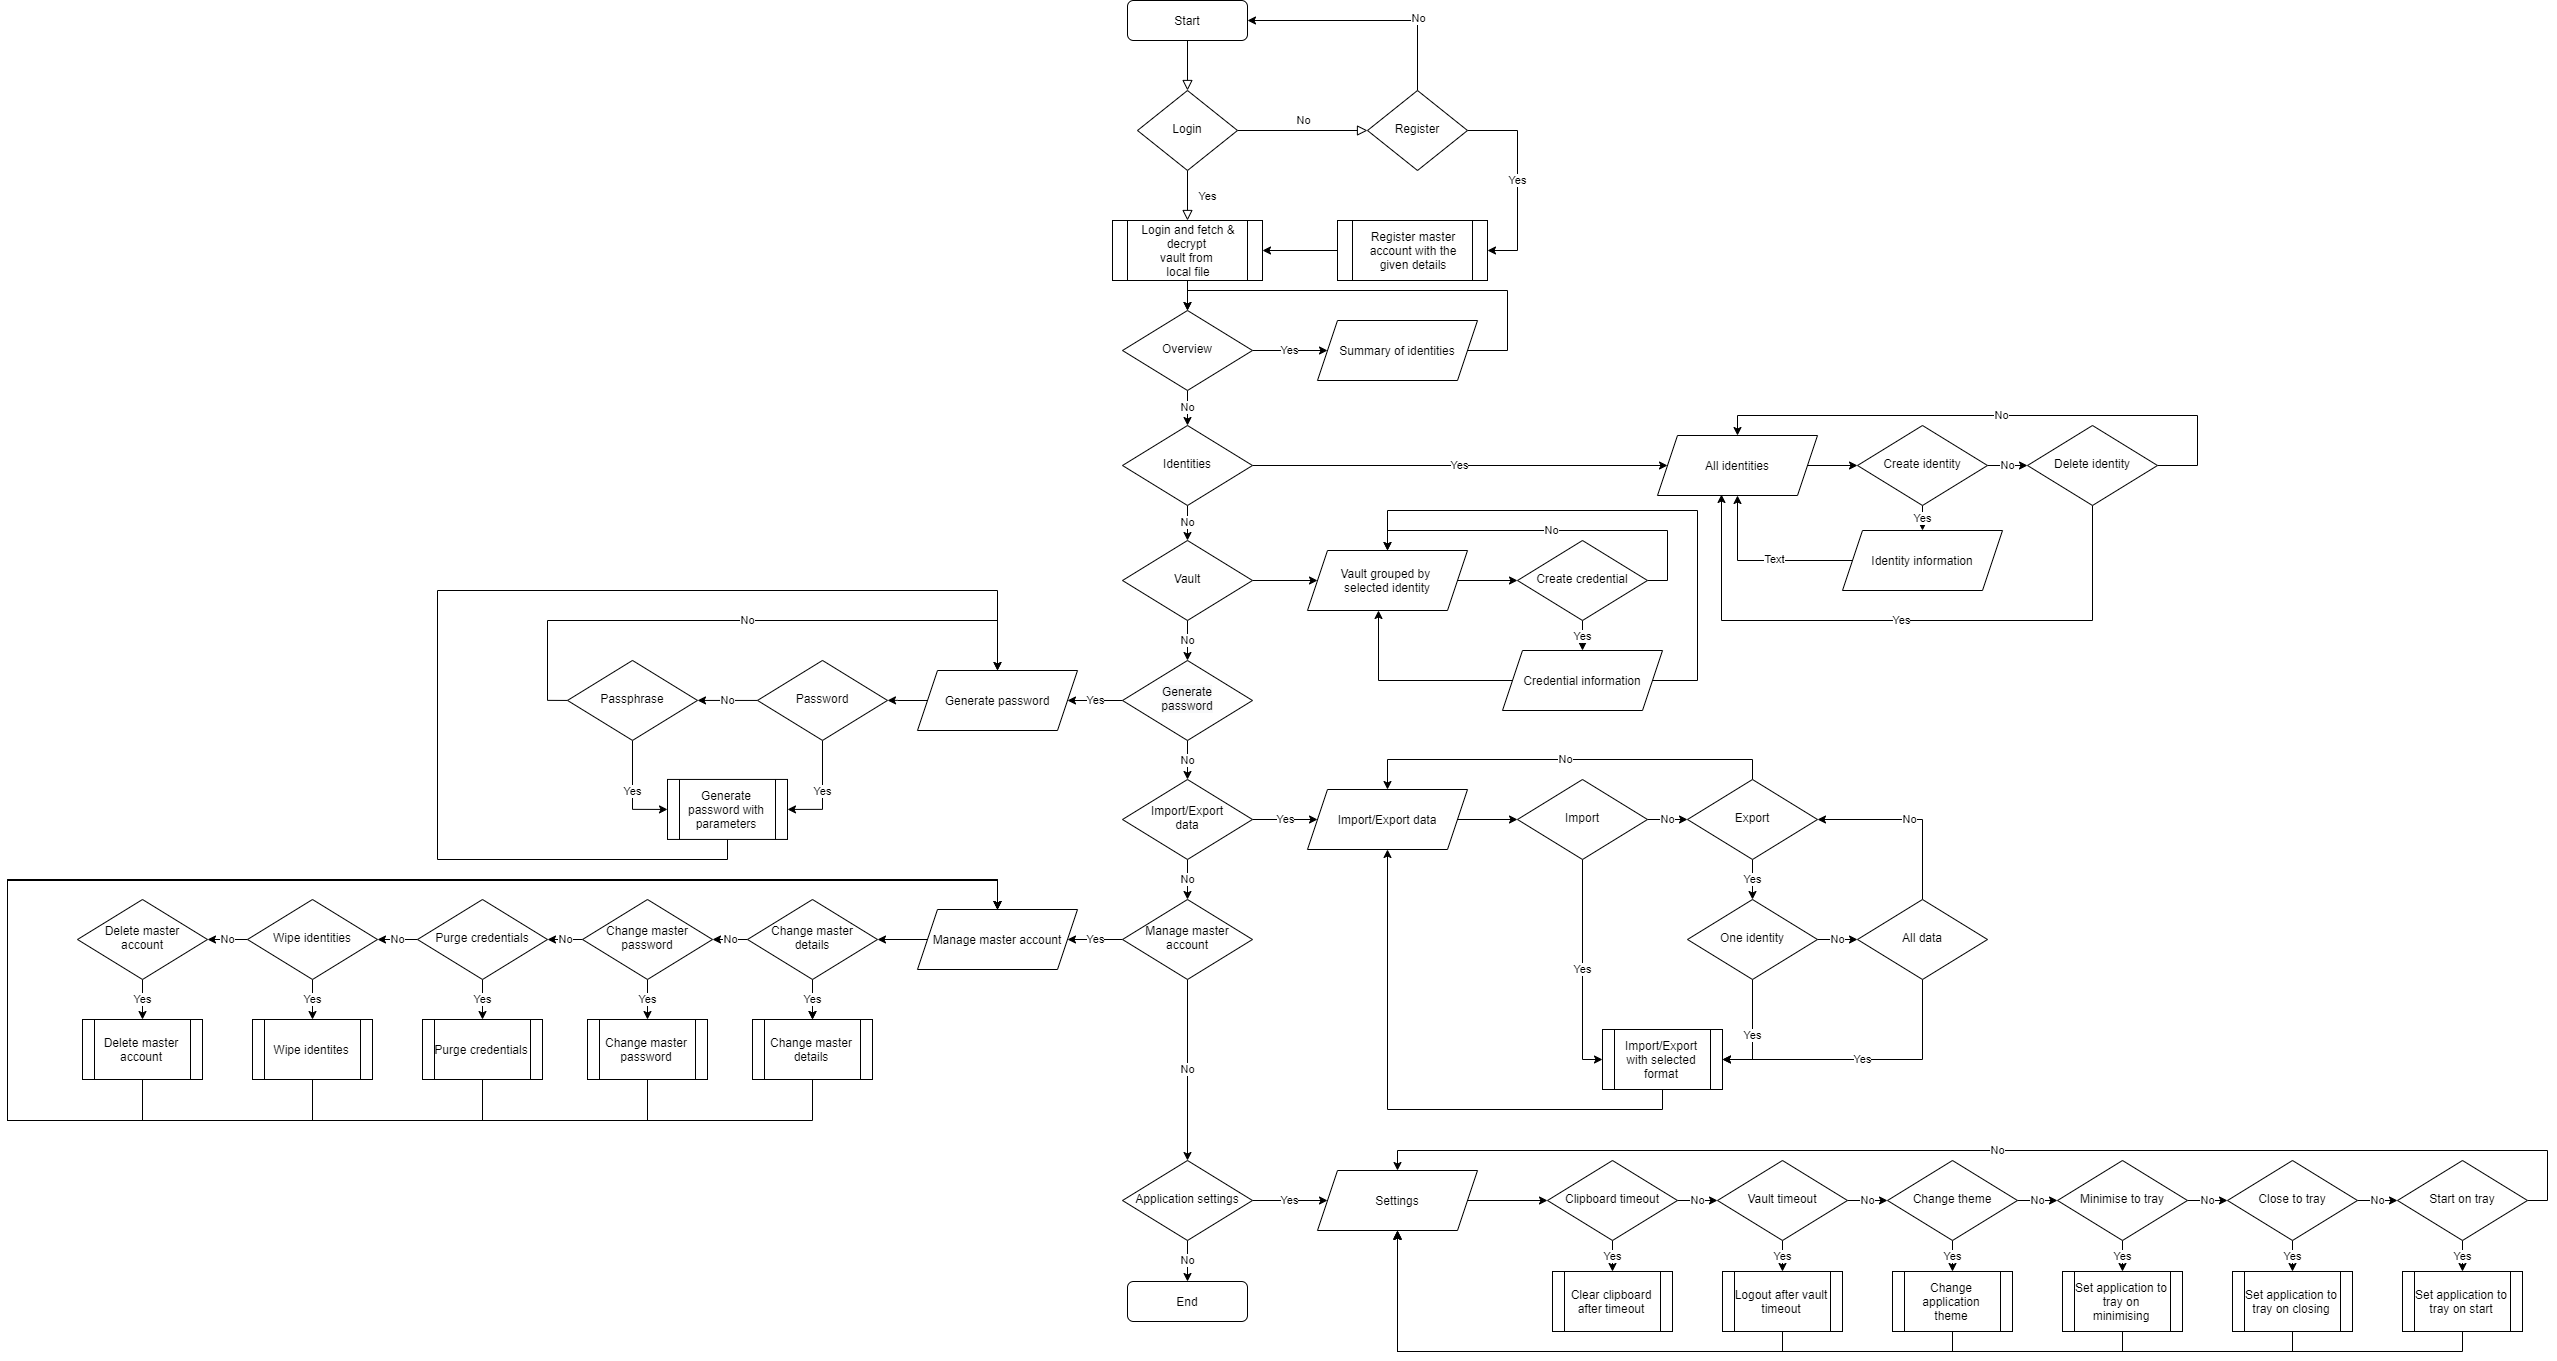 Start
No
Login
No
Register
Yes
Yes
Login and fetch &
decrypt
vault from
local file
Register master
account with the
given details
Overview
Yes
Summary of identities
No
No
Identities
Yes
All identities
Create identity
No
Delete identity
No
Yes
No
Vault
Vault grouped by
selected identity
Create credential
Identity information
Text
Yes
No
Yes
Credential information
No
Passphrase
No
Password
Generate password
Yes
Generate
password
Yes
Yes
Generate
password with
parameters
No
No
Import/Export
data
Yes
Import/Export data
Import
No
Export
No
No
Yes
Delete master
account
No
Wipe identities
No
Purge credentials
No
Change master
password
No
Change master
details
Manage master account
Yes
Manage master
account
One identity
No
All data
Yes
Yes
Yes
Yes
Yes
Yes
Delete master
account
Wipe identites
Purge credentials
Change master
password
Change master
details
Yes
Yes
Import/Export
with selected
format
No
No
Application settings
Yes
Settings
Clipboard timeout
No
Vault timeout
No
Change theme
No
Minimise to tray
No
Close to tray
No
Start on tray
No
Yes
Yes
Yes
Yes
Yes
Yes
End
Clear clipboard
after timeout
Logout after vault
timeout
Change
application
theme
Set application to
tray on
minimising
Set application to
tray on closing
Set application to
tray on start